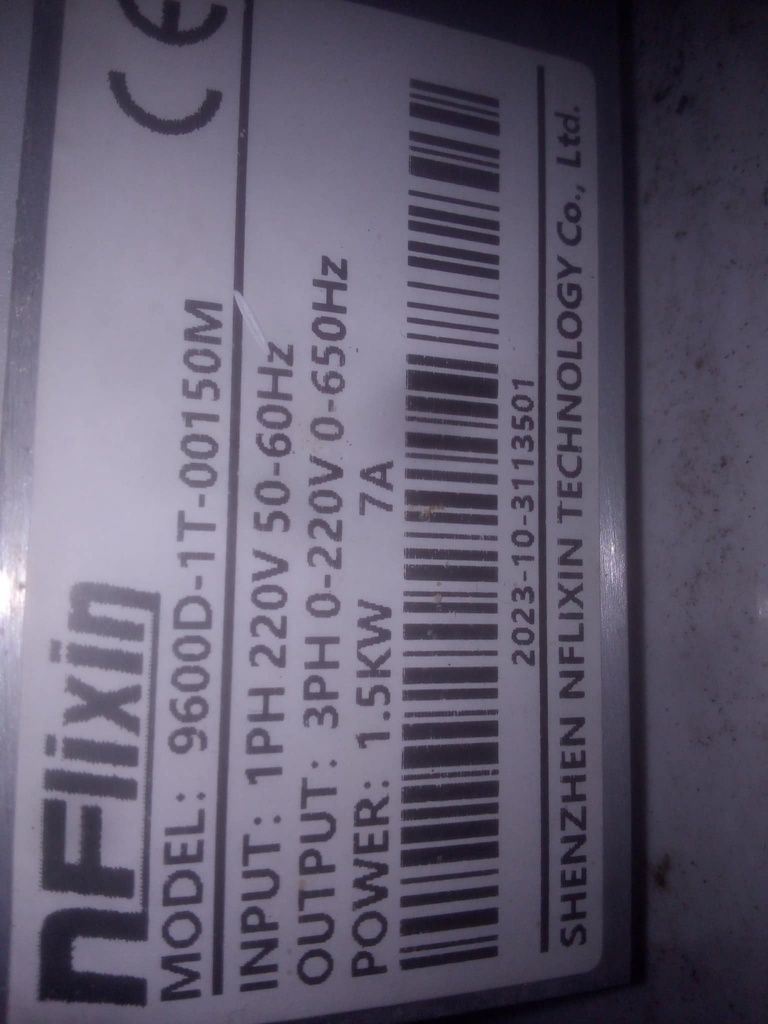 nFlixin
CE
MODEL: 9600D-1T-00150M
INPUT: 1PH 220V 50-60Hz
OUTPUT: 3PH 0-220V 0-650Hz
POWER: 1.5KW 7A
2023-10-3113501
SHENZHEN NFLIXIN TECHNOLOGY Co., Ltd.